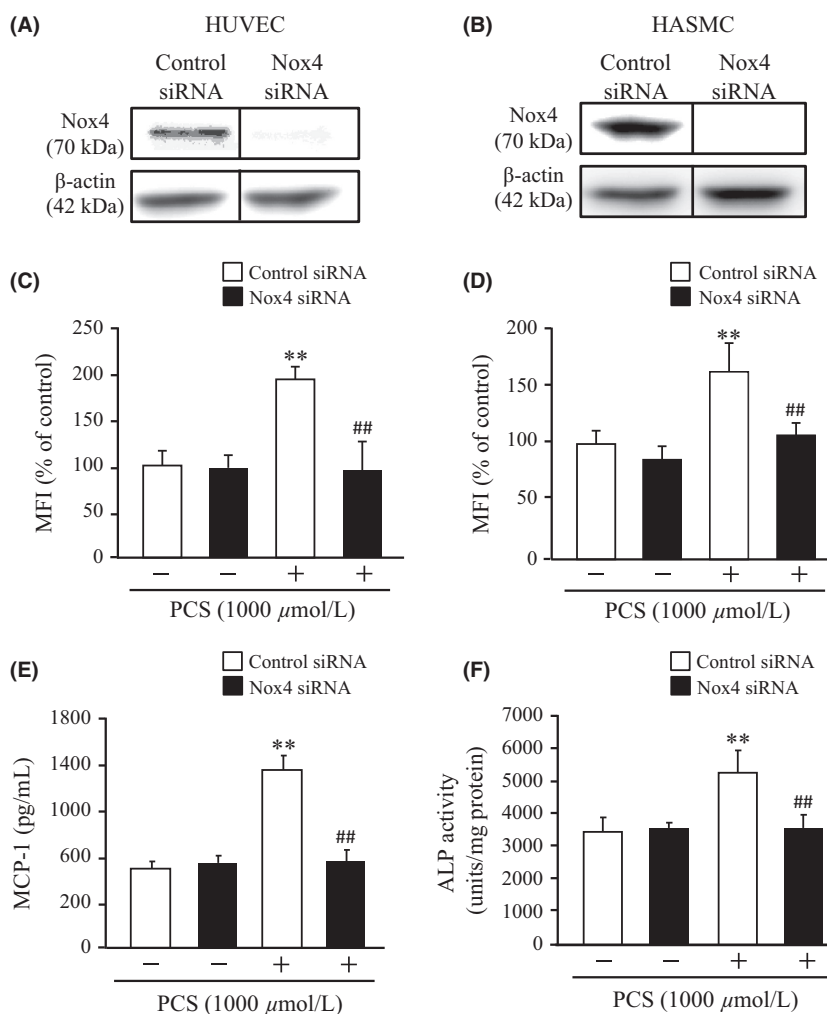 (A) HUVEC
Control siRNA
Nox4 siRNA
Nox4 (70 kDa)
β-actin (42 kDa)
(B) HASMC
Control siRNA
Nox4 siRNA
Nox4 (70 kDa)
β-actin (42 kDa)
(C)
Control siRNA
Nox4 siRNA
MFI (% of control)
250
200
150
100
50
0
**
##
− − + +
PCS (1000 µmol/L)
(D)
Control siRNA
Nox4 siRNA
MFI (% of control)
200
150
100
50
0
**
##
− − + +
PCS (1000 µmol/L)
(E)
Control siRNA
Nox4 siRNA
MCP-1 (pg/mL)
1800
1400
1000
600
200
0
**
##
− − + +
PCS (1000 µmol/L)
(F)
Control siRNA
Nox4 siRNA
ALP activity
(units/mg protein)
7000
6000
5000
4000
3000
2000
1000
0
**
##
− − + +
PCS (1000 µmol/L)